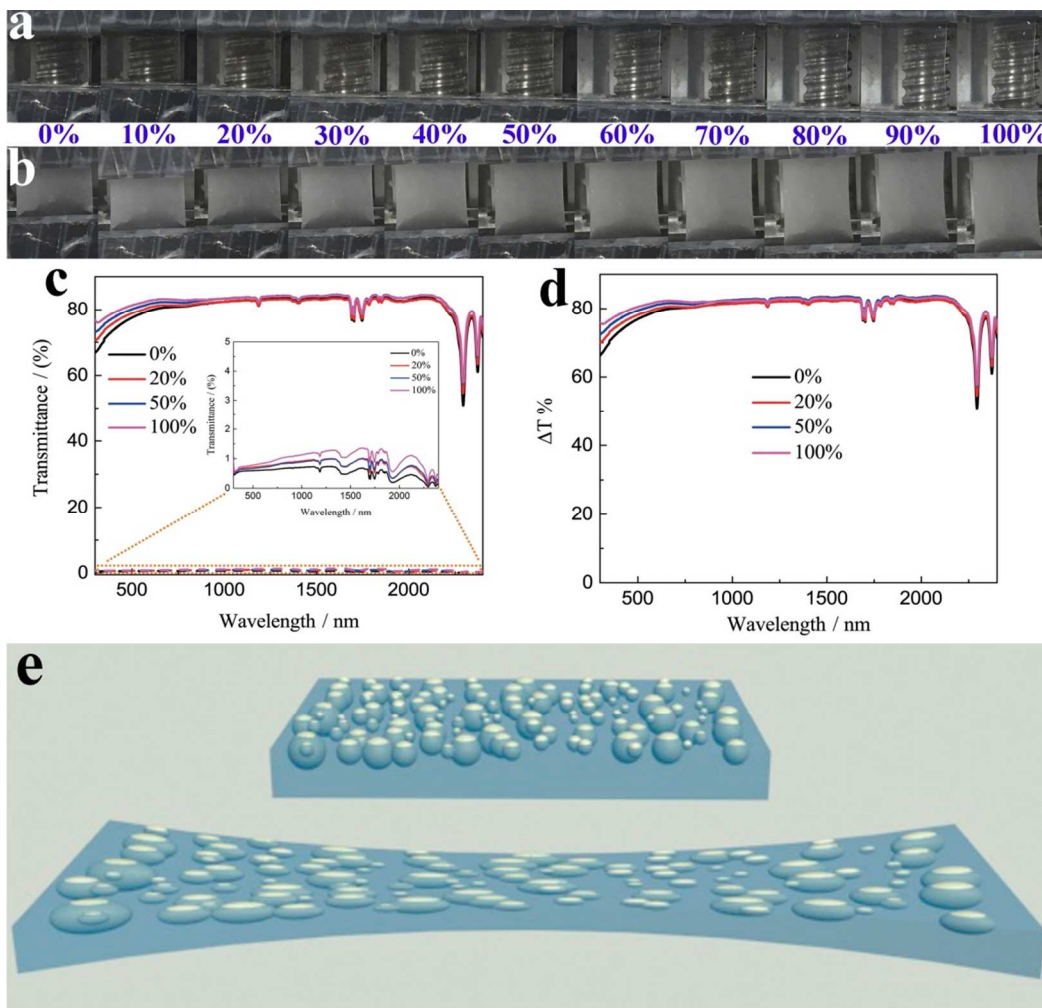 a
0% 10% 20% 30% 40% 50% 60% 70% 80% 90% 100%
b
c
Transmittance / (%)
80
60
40
20
0
0%
20%
50%
100%
Transmittance / (%)
5
4
3
2
1
0
0%
20%
50%
100%
500 1000 1500 2000
Wavelength / nm
500 1000 1500 2000
Wavelength / nm
d
ΔT %
80
60
40
20
0
0%
20%
50%
100%
500 1000 1500 2000
Wavelength / nm
e